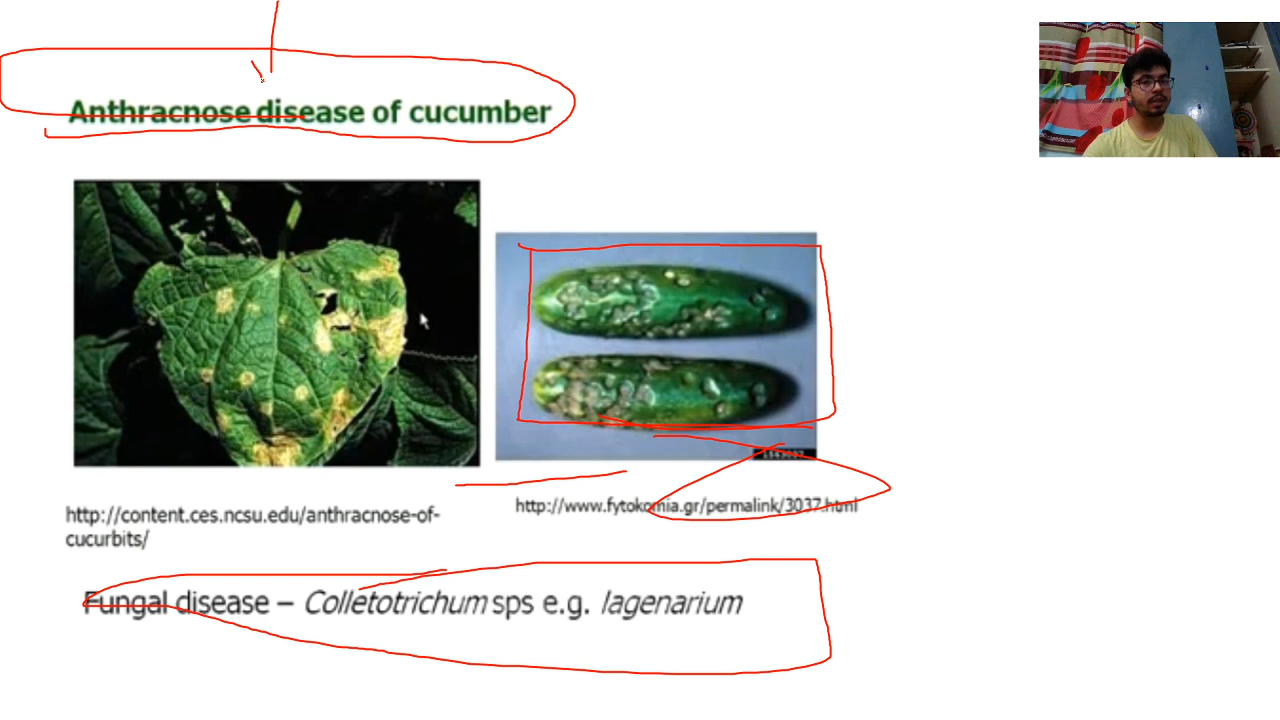 Anthracnose disease of cucumber
http://content.ces.ncsu.edu/anthracnose-of-
cucurbits/
http://www.fytokomia.gr/permalink/3037.html
Fungal disease – Colletotrichum sps e.g. lagenarium